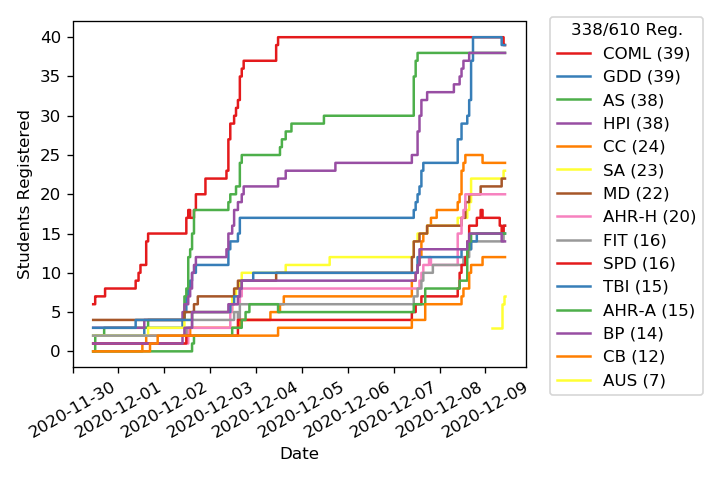 338/610 Reg.
COML (39)
GDD (39)
AS (38)
HPI (38)
CC (24)
SA (23)
MD (22)
AHR-H (20)
FIT (16)
SPD (16)
TBI (15)
AHR-A (15)
BP (14)
CB (12)
AUS (7)
Students Registered
40
35
30
25
20
15
10
5
0
2020-11-30
2020-12-01
2020-12-02
2020-12-03
2020-12-04
2020-12-05
2020-12-06
2020-12-07
2020-12-08
2020-12-09
Date